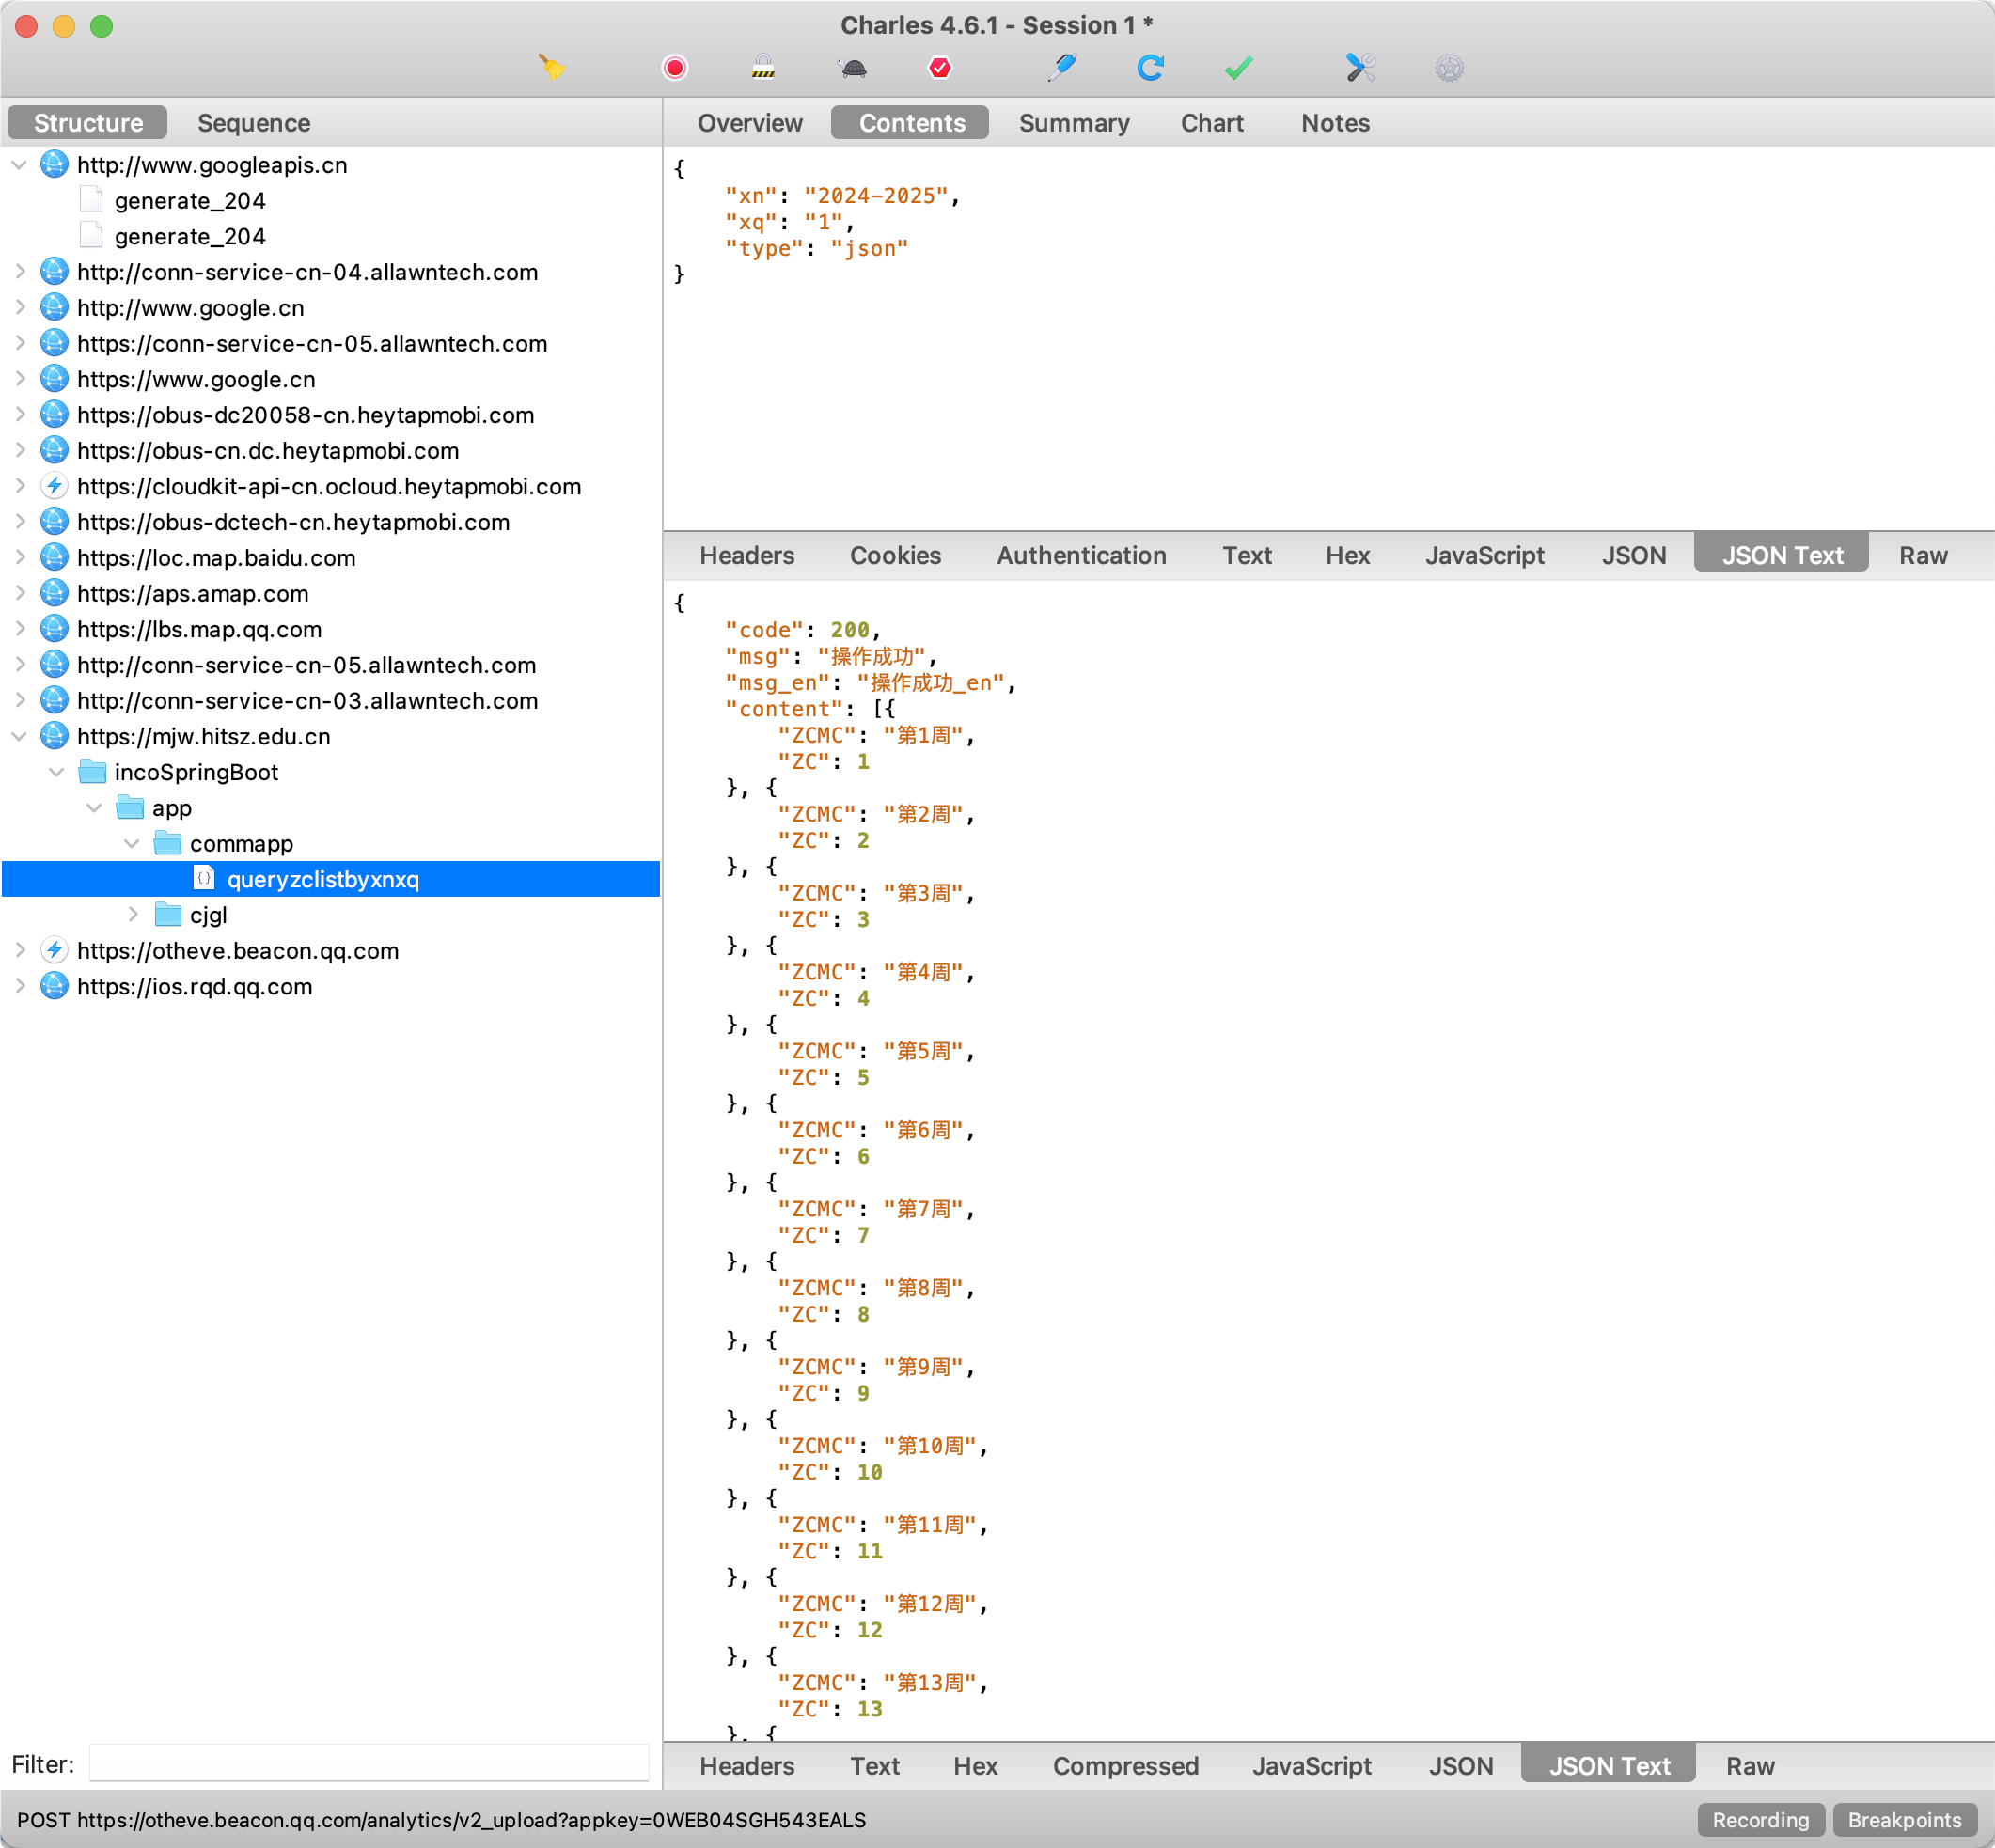 Charles 4.6.1 - Session 1 *
Structure Sequence
http://www.googleapis.cn
generate_204
generate_204
http://conn-service-cn-04.allawntech.com
http://www.google.cn
https://conn-service-cn-05.allawntech.com
https://www.google.cn
https://obus-dc20058-cn.heytapmobi.com
https://obus-cn.dc.heytapmobi.com
https://cloudkit-api-cn.ocloud.heytapmobi.com
https://obus-dctech-cn.heytapmobi.com
https://loc.map.baidu.com
https://aps.amap.com
https://lbs.map.qq.com
http://conn-service-cn-05.allawntech.com
http://conn-service-cn-03.allawntech.com
https://mjw.hitsz.edu.cn
incoSpringBoot
app
commapp
{} queryzclistbyxnxq
cjgl
https://otheve.beacon.qq.com
https://ios.rqd.qq.com
Filter:
Overview Contents Summary Chart Notes
{
"xn": "2024-2025",
"xq": "1",
"type": "json"
}
Headers Cookies Authentication Text Hex JavaScript JSON JSON Text Raw
{
"code": 200,
"msg": "操作成功",
"msg_en": "操作成功_en",
"content": [{
"ZCMC": "第1周",
"ZC": 1
}, {
"ZCMC": "第2周",
"ZC": 2
}, {
"ZCMC": "第3周",
"ZC": 3
}, {
"ZCMC": "第4周",
"ZC": 4
}, {
"ZCMC": "第5周",
"ZC": 5
}, {
"ZCMC": "第6周",
"ZC": 6
}, {
"ZCMC": "第7周",
"ZC": 7
}, {
"ZCMC": "第8周",
"ZC": 8
}, {
"ZCMC": "第9周",
"ZC": 9
}, {
"ZCMC": "第10周",
"ZC": 10
}, {
"ZCMC": "第11周",
"ZC": 11
}, {
"ZCMC": "第12周",
"ZC": 12
}, {
"ZCMC": "第13周",
"ZC": 13
}, {
Headers Text Hex Compressed JavaScript JSON JSON Text Raw
POST https://otheve.beacon.qq.com/analytics/v2_upload?appkey=0WEB04SGH543EALS
Recording Breakpoints